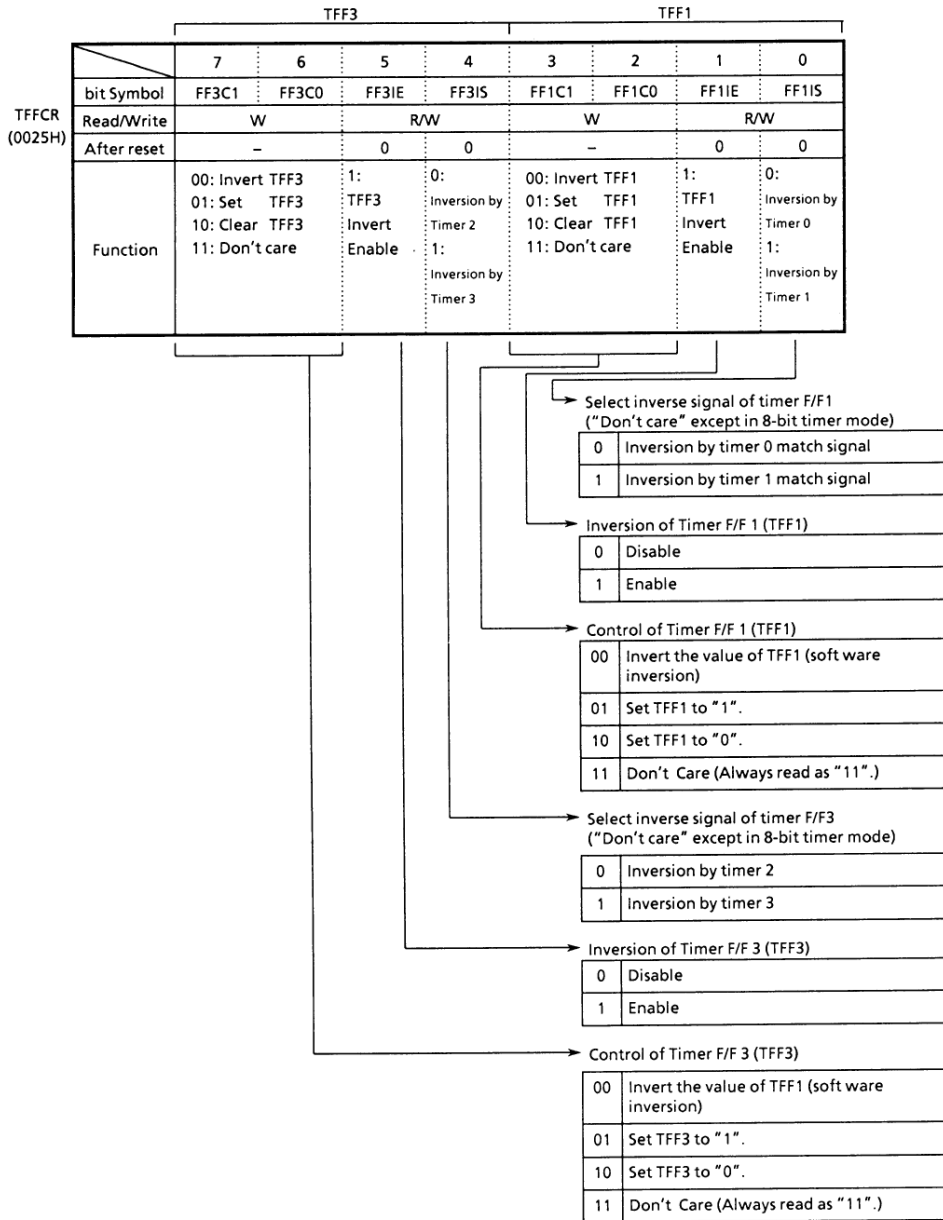 TFF3 TFF1
7 6 5 4 3 2 1 0
bit Symbol FF3C1 FF3C0 FF3IE FF3IS FF1C1 FF1C0 FF1IE FF1IS
TFFCR
(0025H)
Read/Write W R/W W R/W
After reset – 0 0 – 0 0
Function
00: Invert TFF3
01: Set TFF3
10: Clear TFF3
11: Don't care
1:
TFF3
Invert
Enable
0:
Inversion by
Timer 2
1:
Inversion by
Timer 3
00: Invert TFF1
01: Set TFF1
10: Clear TFF1
11: Don't care
1:
TFF1
Invert
Enable
0:
Inversion by
Timer 0
1:
Inversion by
Timer 1
Select inverse signal of timer F/F1
("Don't care" except in 8-bit timer mode)
0 Inversion by timer 0 match signal
1 Inversion by timer 1 match signal
Inversion of Timer F/F 1 (TFF1)
0 Disable
1 Enable
Control of Timer F/F 1 (TFF1)
00 Invert the value of TFF1 (soft ware
inversion)
01 Set TFF1 to "1".
10 Set TFF1 to "0".
11 Don't Care (Always read as "11".)
Select inverse signal of timer F/F3
("Don't care" except in 8-bit timer mode)
0 Inversion by timer 2
1 Inversion by timer 3
Inversion of Timer F/F 3 (TFF3)
0 Disable
1 Enable
Control of Timer F/F 3 (TFF3)
00 Invert the value of TFF1 (soft ware
inversion)
01 Set TFF3 to "1".
10 Set TFF3 to "0".
11 Don't Care (Always read as "11".)